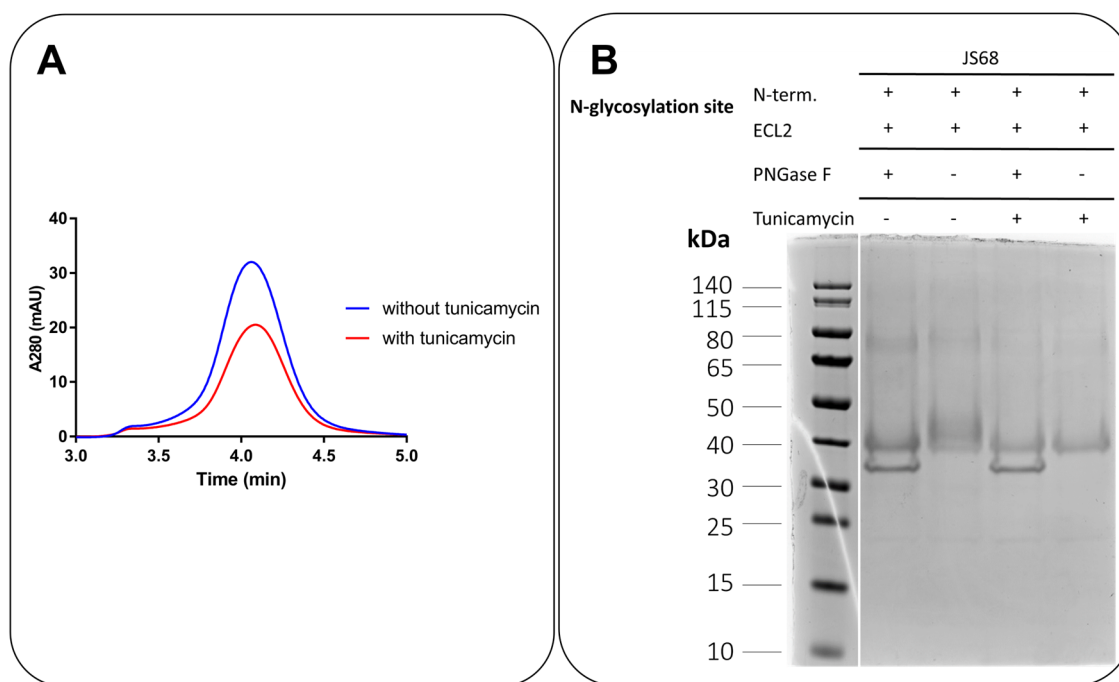 A
40
30
20
10
0
A280 (mAU)
3.0 3.5 4.0 4.5 5.0
Time (min)
without tunicamycin
with tunicamycin
B
JS68
N-glycosylation site
N-term. + + + +
ECL2 + + + +
PNGase F + - + -
Tunicamycin - - + +
kDa
140
115
80
65
50
40
30
25
15
10